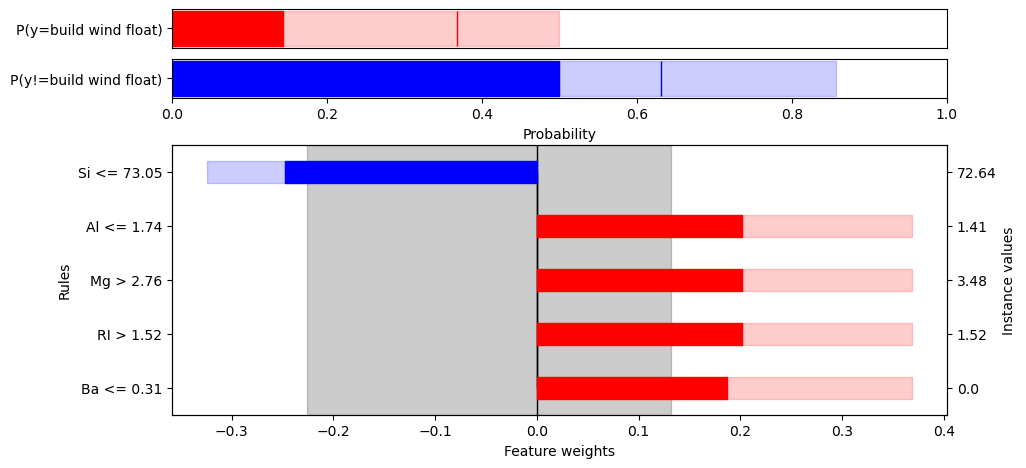 P(y=build wind float)
P(y!=build wind float)
0.0 0.2 0.4 0.6 0.8 1.0
Probability
Si <= 73.05 72.64
Al <= 1.74 1.41
Mg > 2.76 3.48
RI > 1.52 1.52
Ba <= 0.31 0.0
Rules
Instance values
−0.3 −0.2 −0.1 0.0 0.1 0.2 0.3 0.4
Feature weights